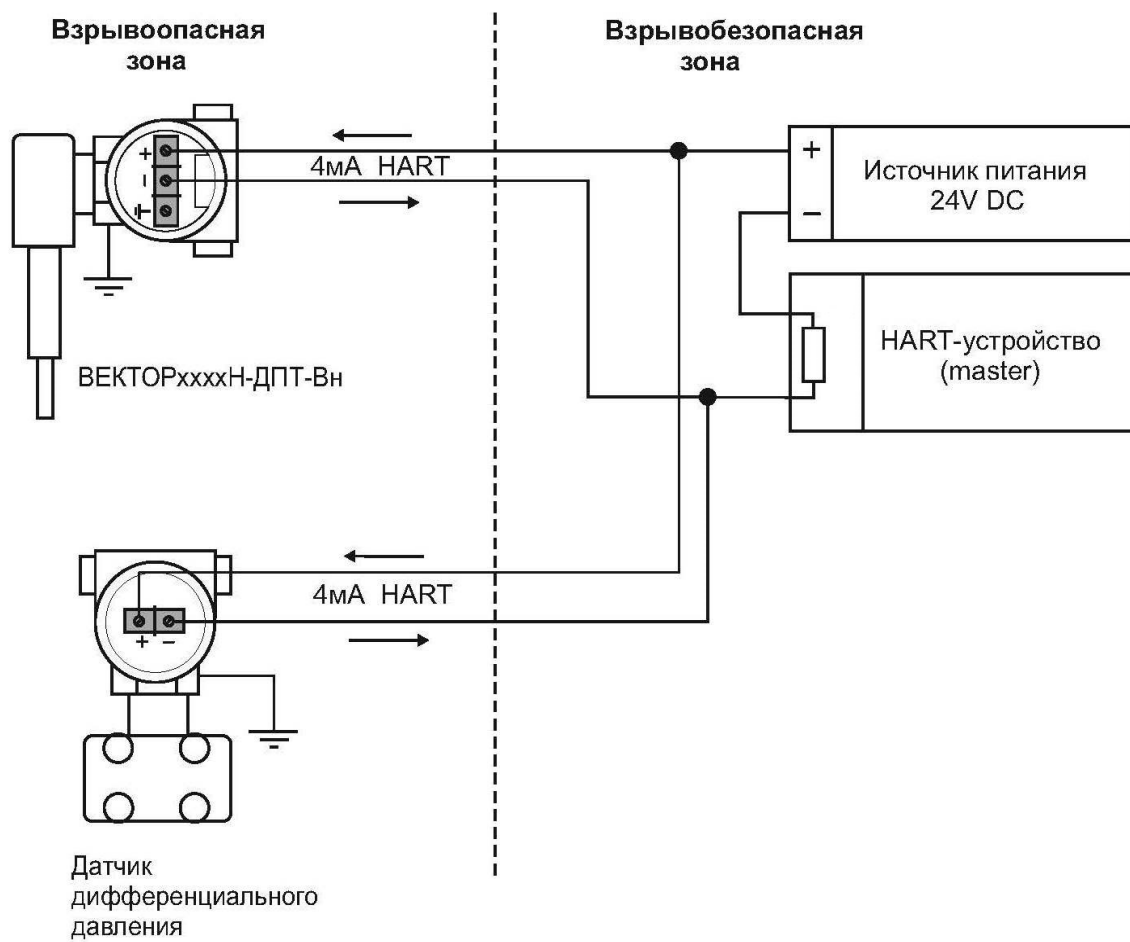 Взрывоопасная
зона
Взрывобезопасная
зона
+
4мА HART
−
+
−
Источник питания
24V DC
HART-устройство
(master)
ВЕКТОРxxxxН-ДПТ-Вн
4мА HART
+ −
Датчик
дифференциального
давления